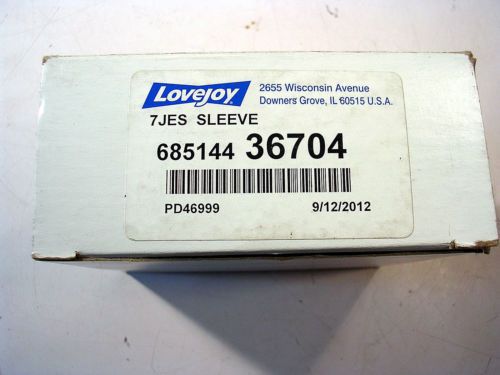 Lovejoy
2655 Wisconsin Avenue
Downers Grove, IL 60515 U.S.A.
7JES SLEEVE
685144 36704
PD46999 9/12/2012